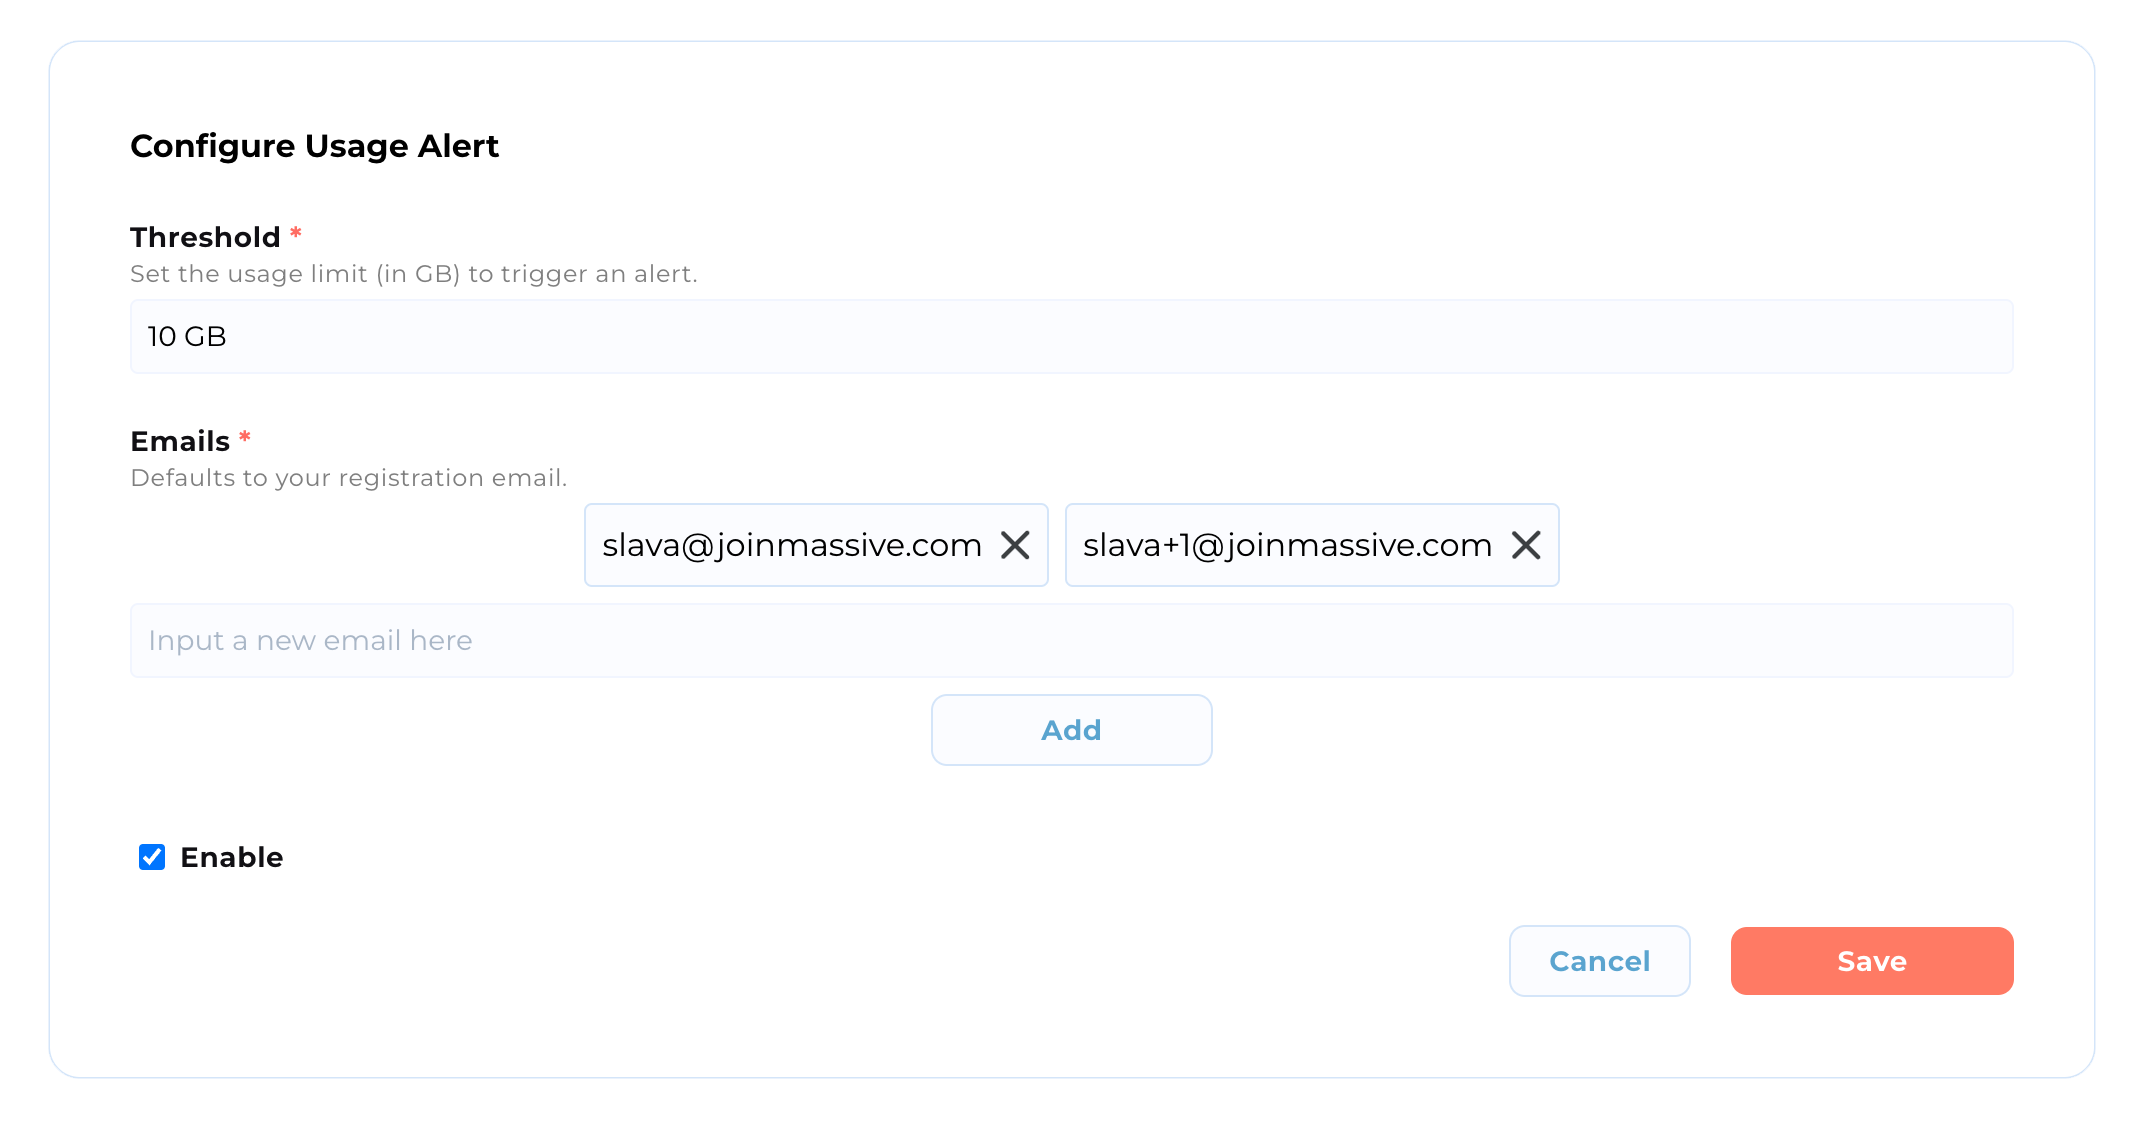 Configure Usage Alert
Threshold *
Set the usage limit (in GB) to trigger an alert.
10 GB
Emails *
Defaults to your registration email.
slava@joinmassive.com slava+1@joinmassive.com
Input a new email here
Add
Enable
Cancel Save